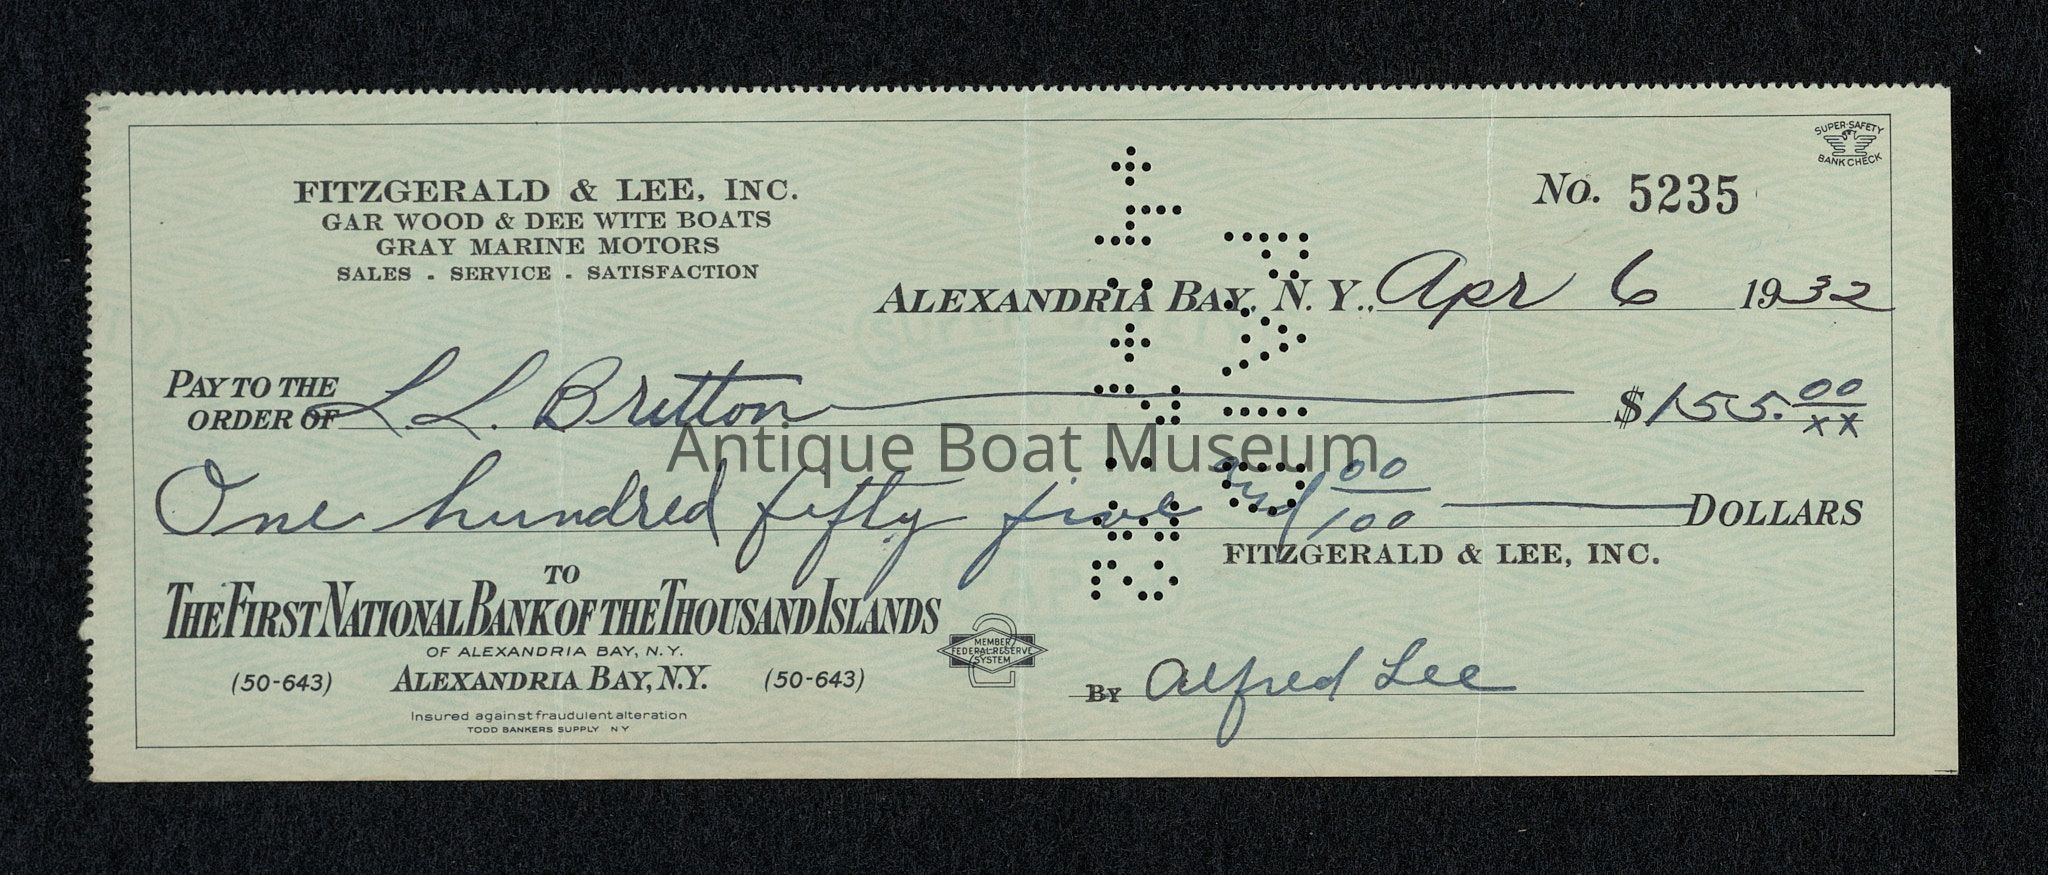 SUPER-SAFETY
BANK CHECK
FITZGERALD & LEE, INC.
GAR WOOD & DEE WITE BOATS
GRAY MARINE MOTORS
SALES . SERVICE . SATISFACTION
No. 5235
ALEXANDRIA BAY, N. Y., Apr 6 1932
PAY TO THE
ORDER OF L. L. Britton $155.00/xx
Antique Boat Museum
One hundred fifty five and 00/100 DOLLARS
FITZGERALD & LEE, INC.
TO
THE FIRST NATIONAL BANK OF THE THOUSAND ISLANDS
OF ALEXANDRIA BAY, N.Y.
(50-643) ALEXANDRIA BAY, N.Y. (50-643)
MEMBER
FEDERAL RESERVE
SYSTEM
2
By Alfred Lee
Insured against fraudulent alteration
TODD BANKERS SUPPLY N Y